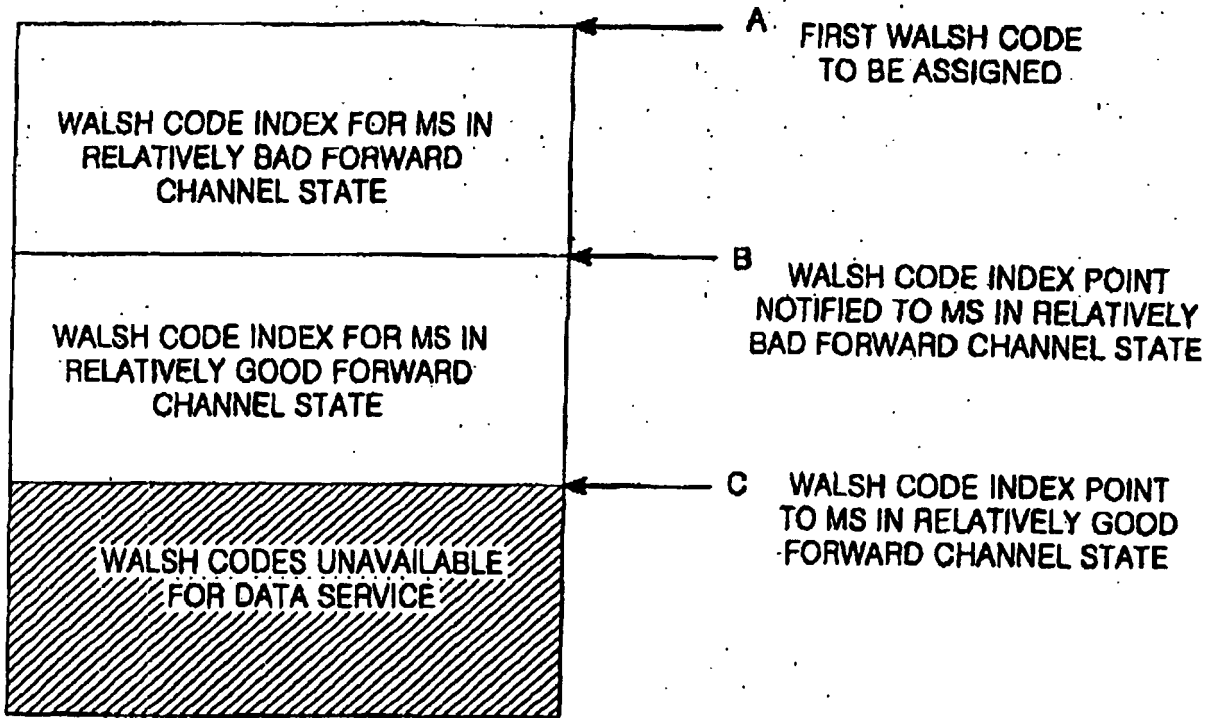 A
FIRST WALSH CODE
TO BE ASSIGNED
WALSH CODE INDEX FOR MS IN
RELATIVELY BAD FORWARD
CHANNEL STATE
B
WALSH CODE INDEX POINT
NOTIFIED TO MS IN RELATIVELY
BAD FORWARD CHANNEL STATE
WALSH CODE INDEX FOR MS IN
RELATIVELY GOOD FORWARD
CHANNEL STATE
C
WALSH CODE INDEX POINT
TO MS IN RELATIVELY GOOD
FORWARD CHANNEL STATE
WALSH CODES UNAVAILABLE
FOR DATA SERVICE